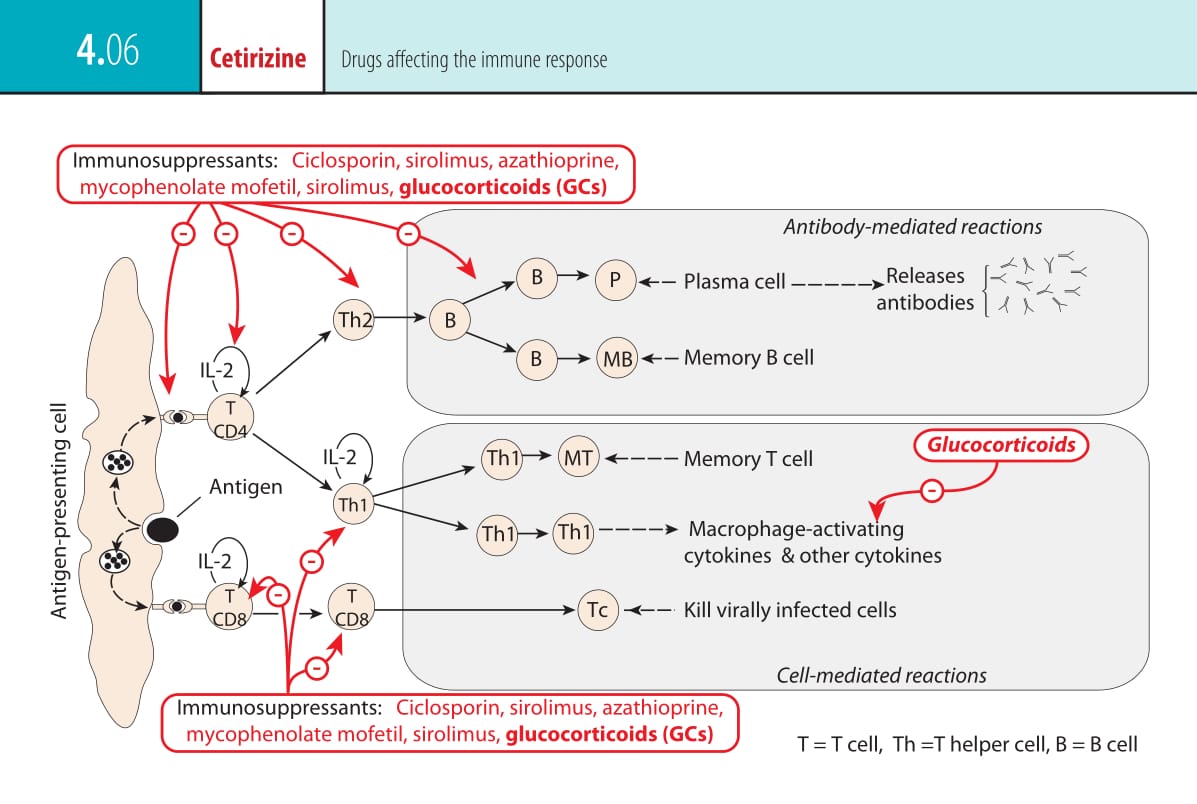 4.06
Cetirizine
Drugs affecting the immune response
Immunosuppressants: Ciclosporin, sirolimus, azathioprine,
mycophenolate mofetil, sirolimus, glucocorticoids (GCs)
-
-
-
-
Antibody-mediated reactions
B
P
Plasma cell
Releases
antibodies
Th2
B
B
MB
Memory B cell
IL-2
T
CD4
Antigen-presenting cell
Antigen
IL-2
Th1
Th1
MT
Memory T cell
Glucocorticoids
-
Th1
Th1
Macrophage-activating
cytokines & other cytokines
IL-2
T
CD8
-
-
-
T
CD8
Tc
Kill virally infected cells
Cell-mediated reactions
Immunosuppressants: Ciclosporin, sirolimus, azathioprine,
mycophenolate mofetil, sirolimus, glucocorticoids (GCs)
T = T cell, Th =T helper cell, B = B cell